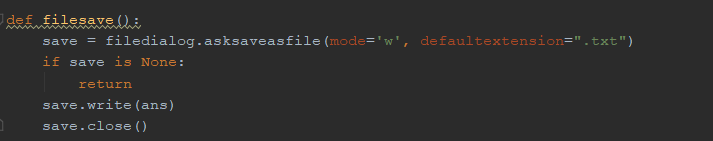 def filesave():
    save = filedialog.asksaveasfile(mode='w', defaultextension=".txt")
    if save is None:
        return
    save.write(ans)
    save.close()